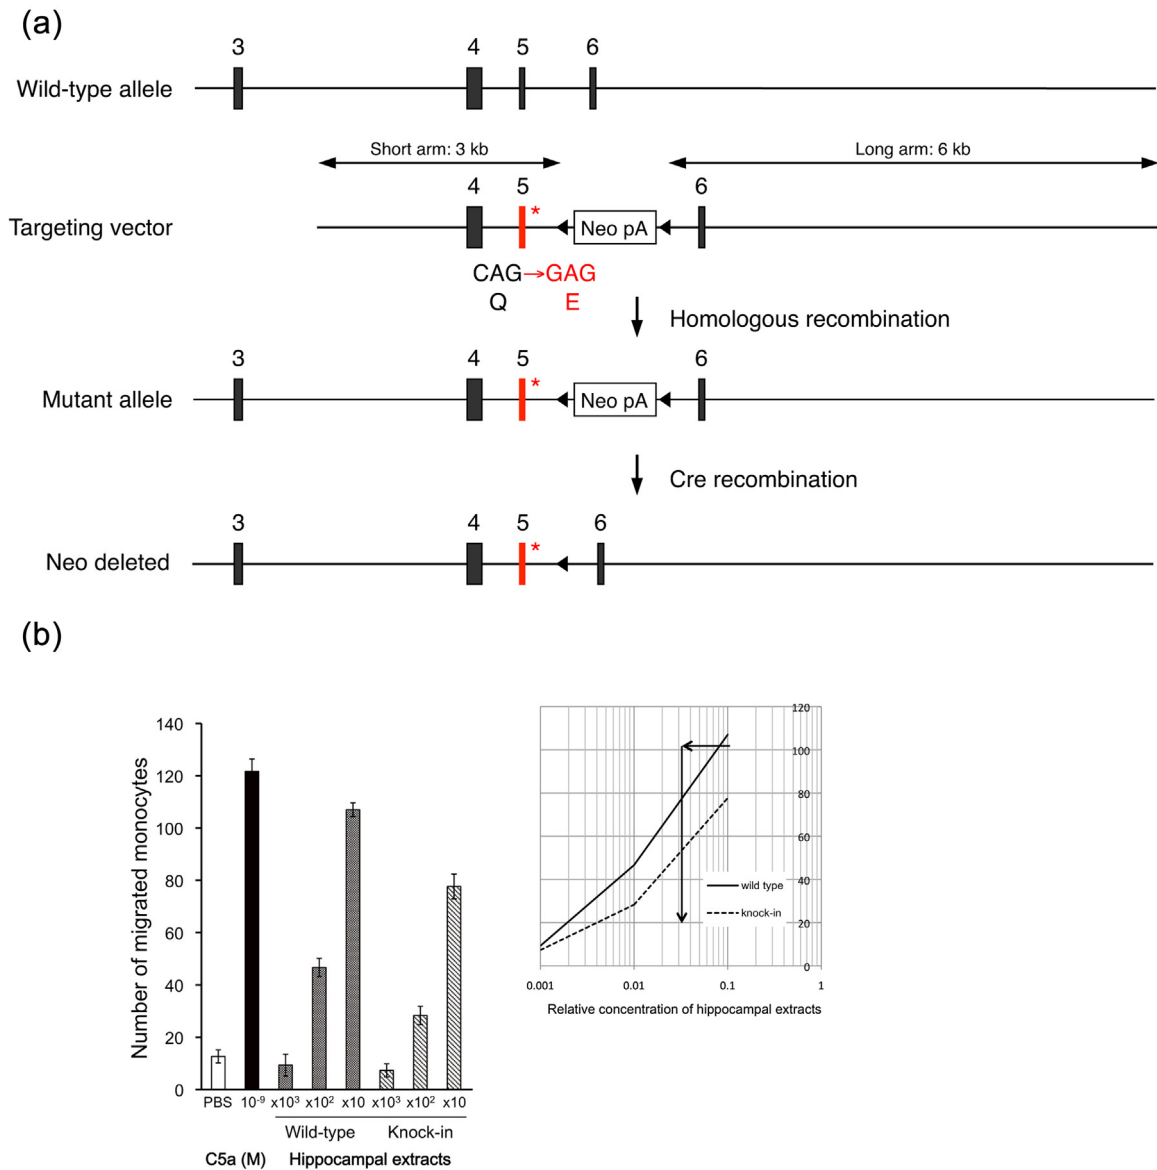 (a)
3 4 5 6
Wild-type allele
Short arm: 3 kb Long arm: 6 kb
4 5 * 6
Targeting vector Neo pA
CAG→GAG
Q E
Homologous recombination
3 4 5 * 6
Mutant allele Neo pA
Cre recombination
3 4 5 * 6
Neo deleted
(b)
Number of migrated monocytes
140
120
100
80
60
40
20
0
PBS 10⁻⁹ x10³ x10² x10 x10³ x10² x10
Wild-type Knock-in
C5a (M) Hippocampal extracts
120
100
80
60
40
20
0
wild type
knock-in
0.001 0.01 0.1 1
Relative concentration of hippocampal extracts